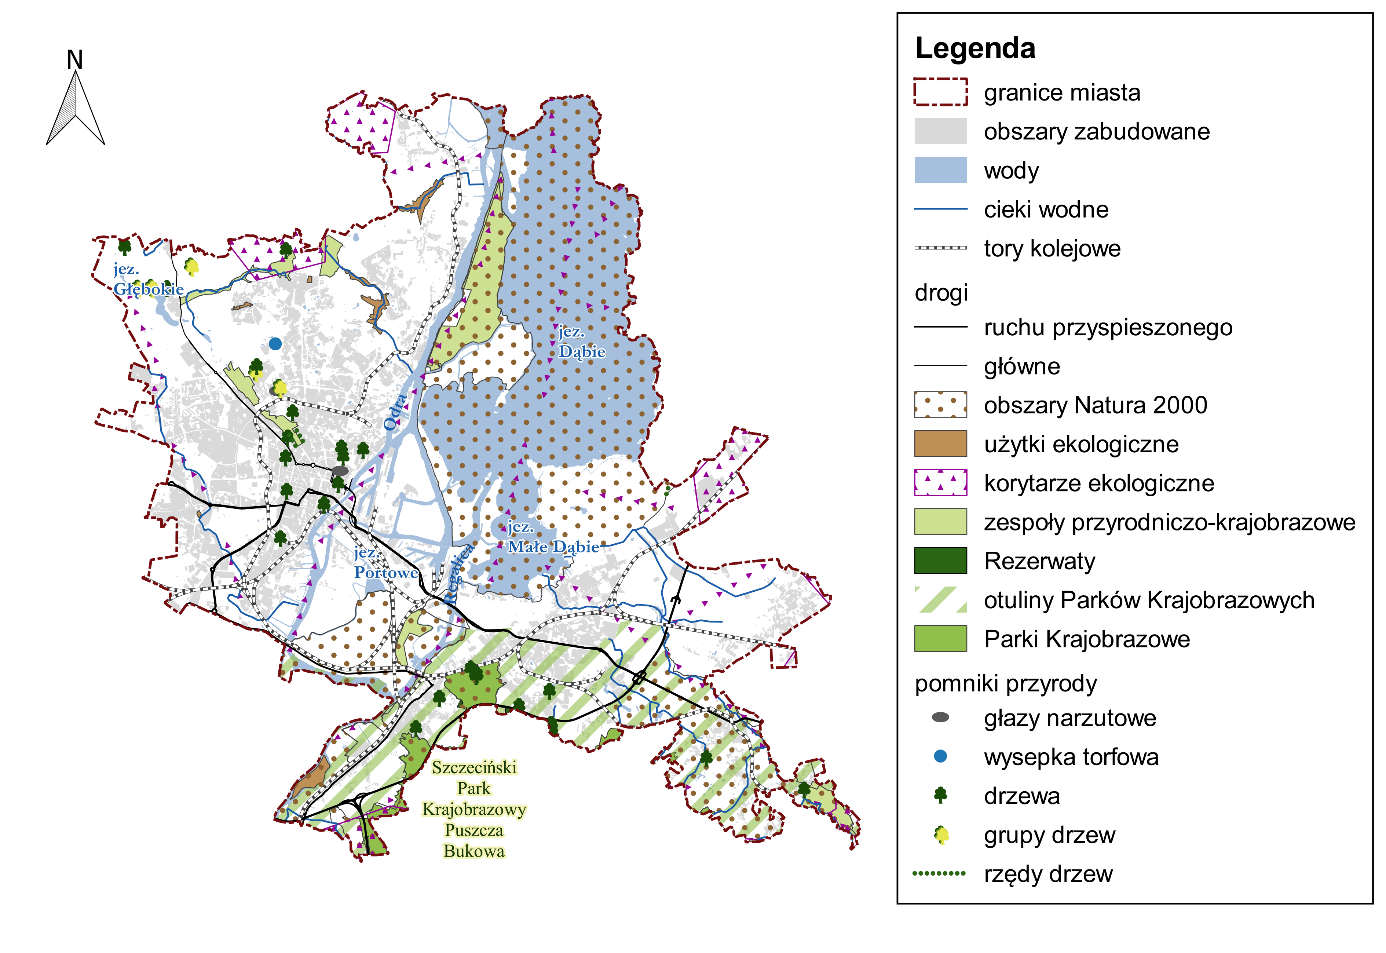 N
jez.
Głębokie
jez.
Dąbie
Odra
jez.
Małe Dąbie
jez.
Portowe
Regalica
Szczeciński
Park
Krajobrazowy
Puszcza
Bukowa
Legenda
granice miasta
obszary zabudowane
wody
cieki wodne
tory kolejowe
drogi
ruchu przyspieszonego
główne
obszary Natura 2000
użytki ekologiczne
korytarze ekologiczne
zespoły przyrodniczo-krajobrazowe
Rezerwaty
otuliny Parków Krajobrazowych
Parki Krajobrazowe
pomniki przyrody
głazy narzutowe
wysepka torfowa
drzewa
grupy drzew
rzędy drzew